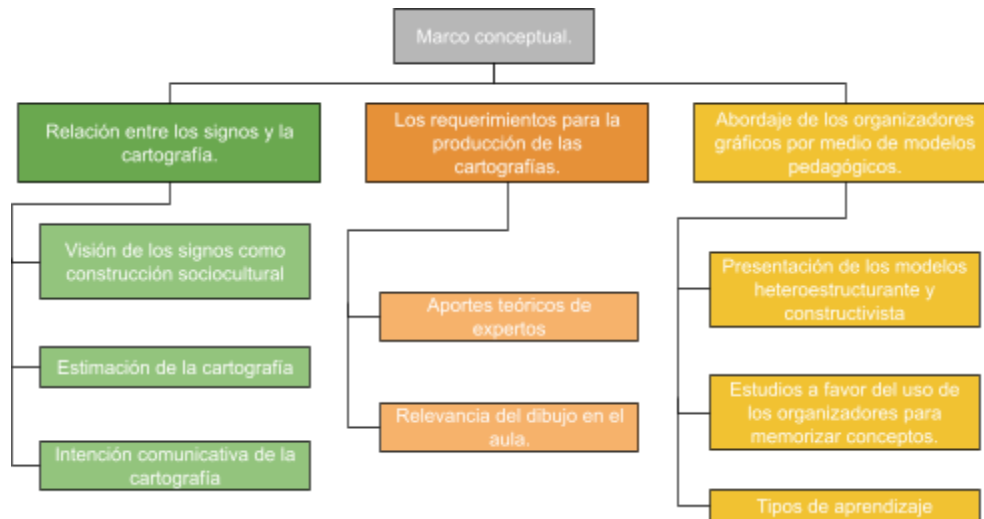 Marco conceptual.
Relación entre los signos y la
cartografía.
Visión de los signos como
construcción sociocultural
Estimación de la cartografía
Intención comunicativa de la
cartografía
Los requerimientos para la
producción de las
cartografías.
Aportes teóricos de
expertos
Relevancia del dibujo en el
aula.
Abordaje de los organizadores
gráficos por medio de modelos
pedagógicos.
Presentación de los modelos
heteroestructurante y
constructivista
Estudios a favor del uso de
los organizadores para
memorizar conceptos.
Tipos de aprendizaje